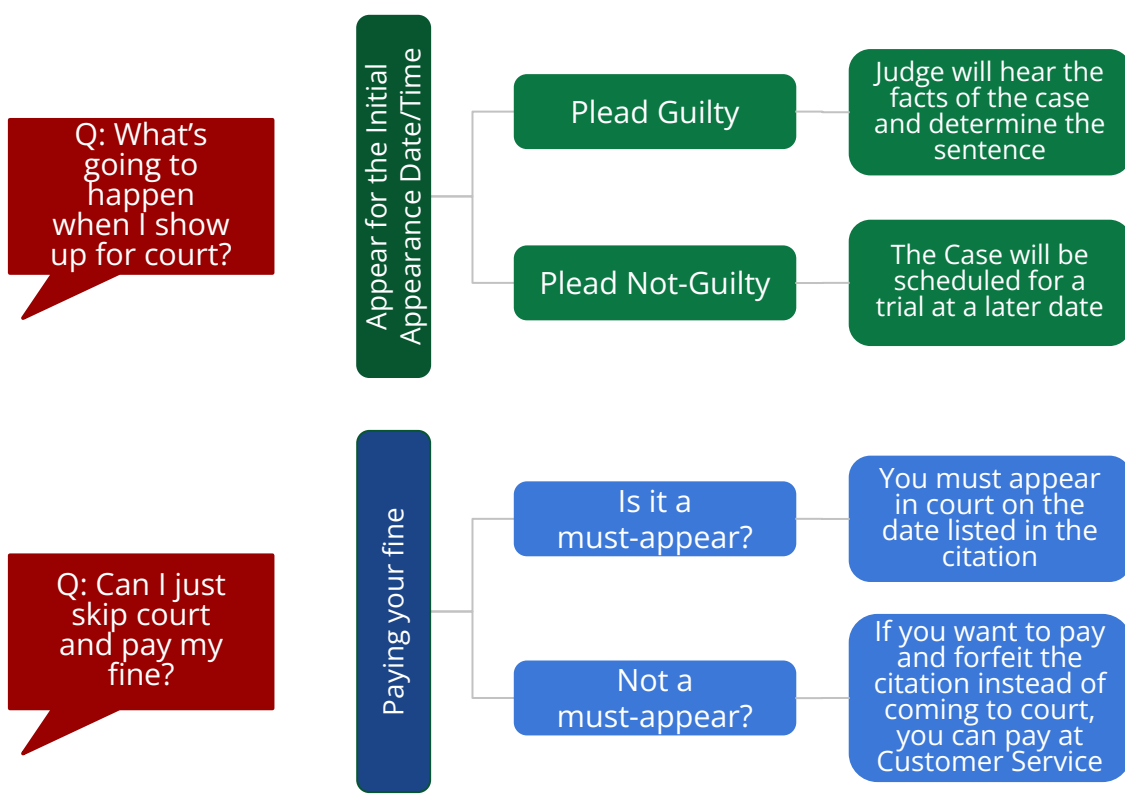 Q: What's
going to
happen
when I show
up for court?
Appear for the Initial
Appearance Date/Time
Plead Guilty
Judge will hear the
facts of the case
and determine the
sentence
Plead Not-Guilty
The Case will be
scheduled for a
trial at a later date
Q: Can I just
skip court
and pay my
fine?
Paying your fine
Is it a
must-appear?
You must appear
in court on the
date listed in the
citation
Not a
must-appear?
If you want to pay
and forfeit the
citation instead of
coming to court,
you can pay at
Customer Service